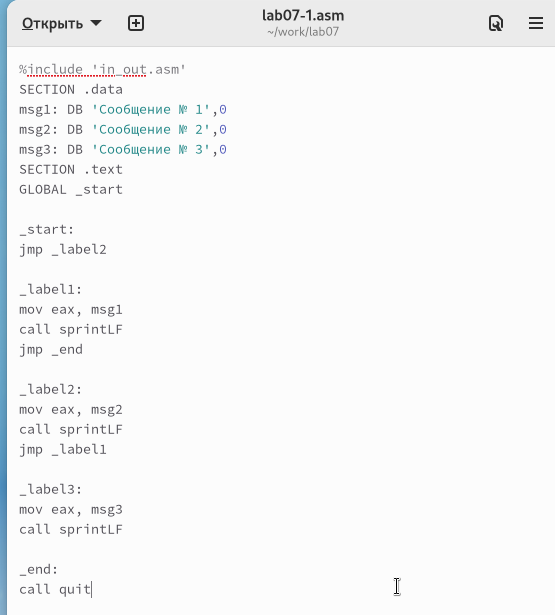 Открыть
lab07-1.asm
~/work/lab07
%include 'in_out.asm'
SECTION .data
msg1: DB 'Сообщение № 1',0
msg2: DB 'Сообщение № 2',0
msg3: DB 'Сообщение № 3',0
SECTION .text
GLOBAL _start

_start:
jmp _label2

_label1:
mov eax, msg1
call sprintLF
jmp _end

_label2:
mov eax, msg2
call sprintLF
jmp _label1

_label3:
mov eax, msg3
call sprintLF

_end:
call quit